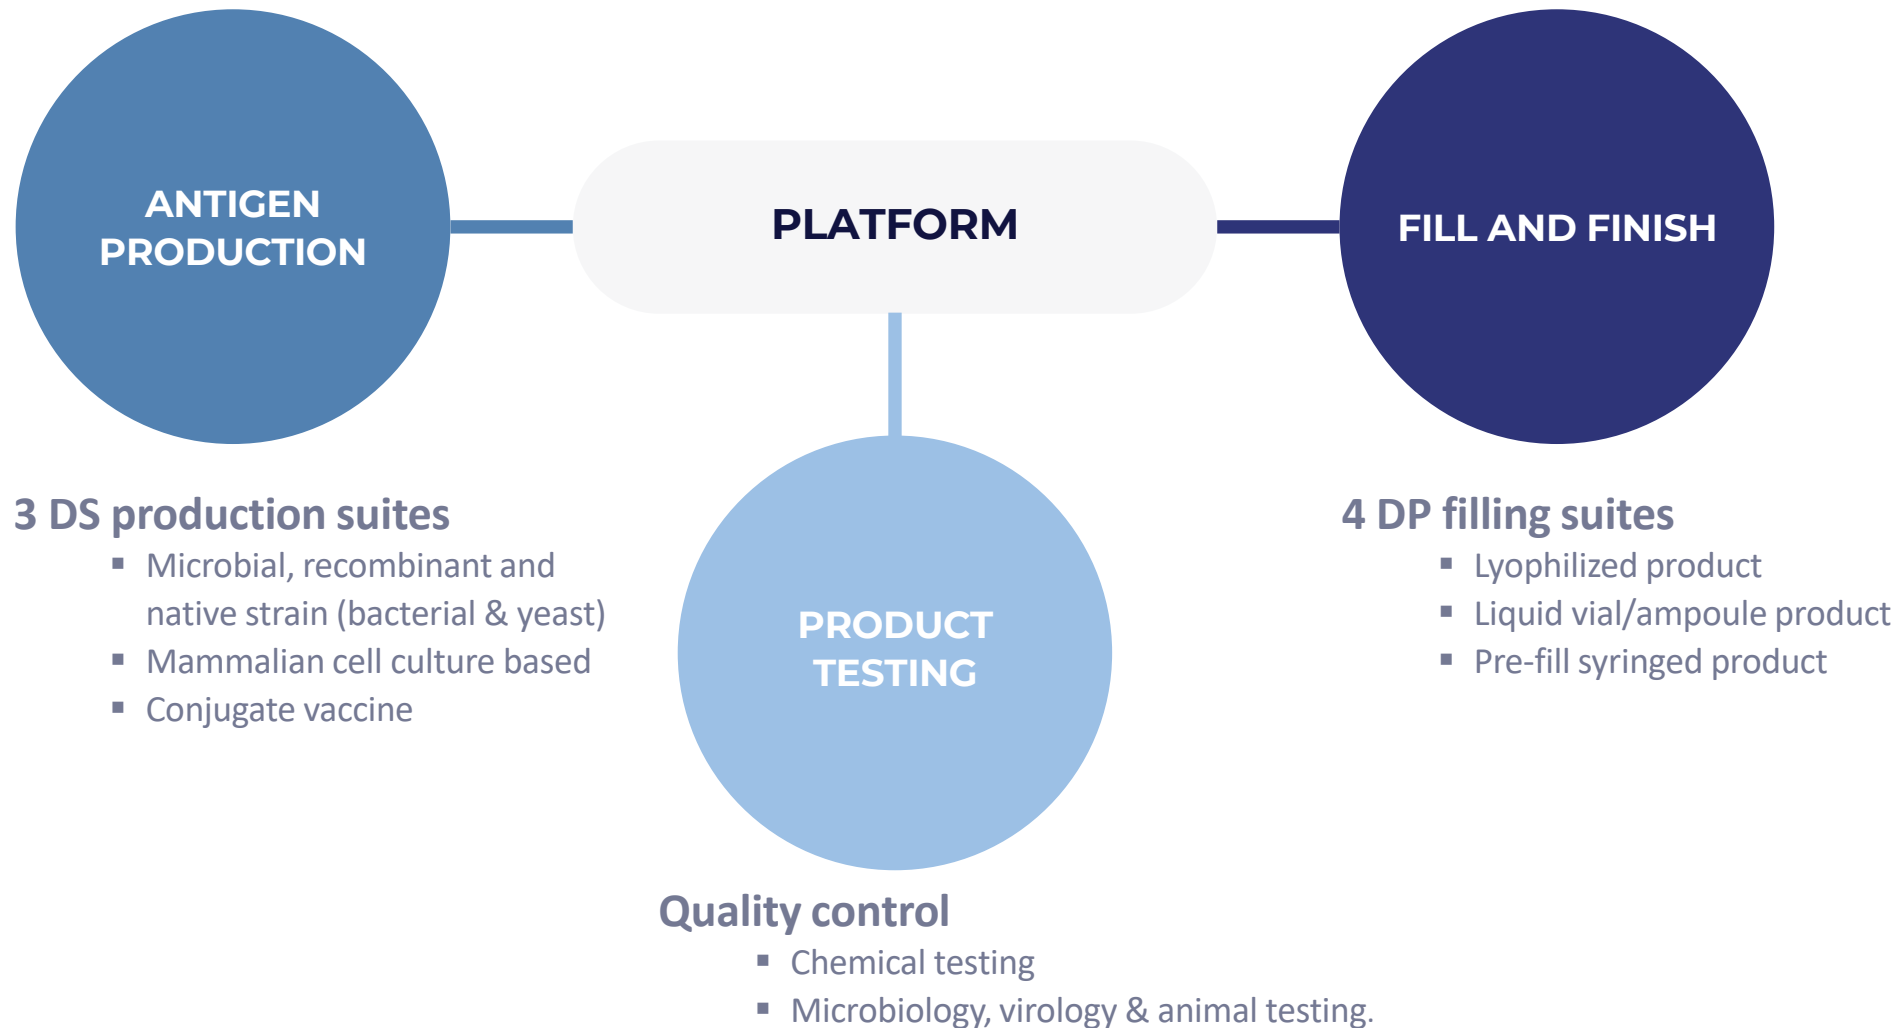 ANTIGEN
PRODUCTION
PLATFORM
FILL AND FINISH
3 DS production suites
▪ Microbial, recombinant and
native strain (bacterial & yeast)
▪ Mammalian cell culture based
▪ Conjugate vaccine
PRODUCT
TESTING
Quality control
▪ Chemical testing
▪ Microbiology, virology & animal testing.
4 DP filling suites
▪ Lyophilized product
▪ Liquid vial/ampoule product
▪ Pre-fill syringed product